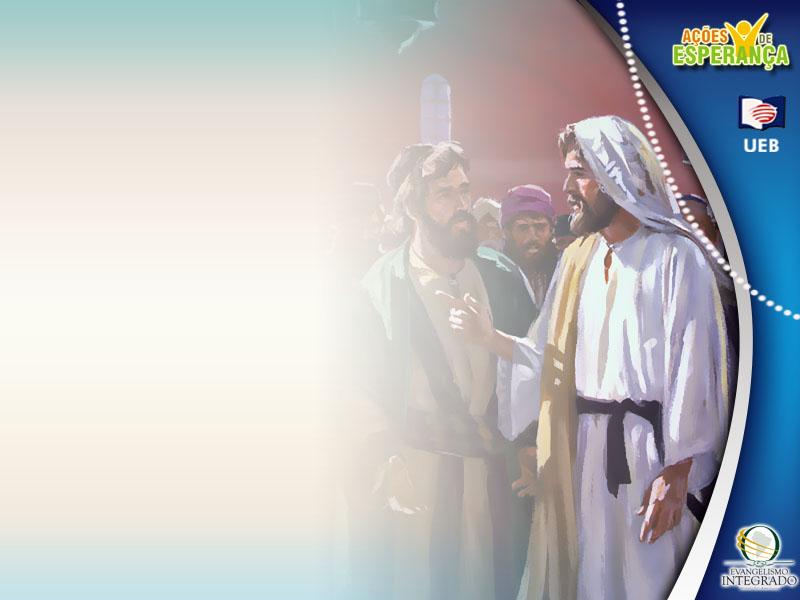 AÇÕES DE
ESPERANÇA
UEB
EVANGELISMO
INTEGRADO